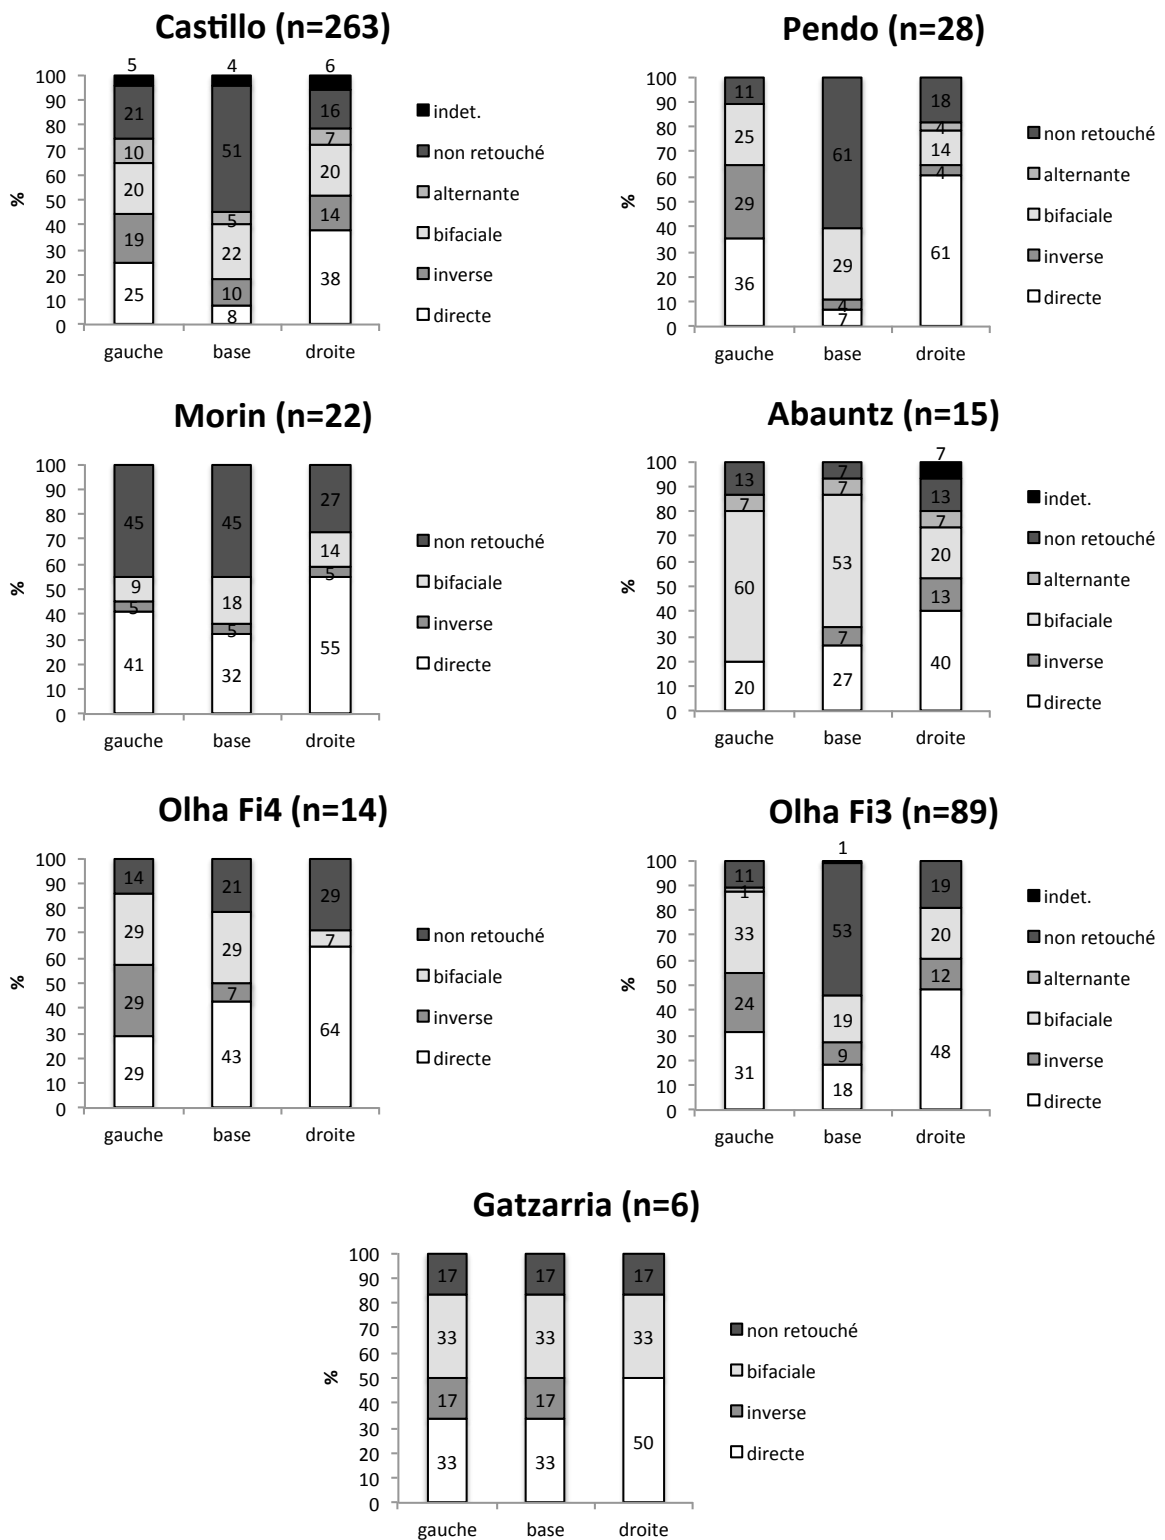 Castillo (n=263)
5 4 6
100
90
80
70
60
50
40
30
20
10
0
%
21 51 16
10 5 7
20 22 20
19 10 14
25 8 38
gauche base droite
indet.
non retouché
alternante
bifaciale
inverse
directe
Pendo (n=28)
100
90
80
70
60
50
40
30
20
10
0
%
11 61 18
4
25 29 14
29 4 4
36 7 61
gauche base droite
non retouché
alternante
bifaciale
inverse
directe
Morin (n=22)
100
90
80
70
60
50
40
30
20
10
0
%
45 45 27
9 18 14
5 5 5
41 32 55
gauche base droite
non retouché
bifaciale
inverse
directe
Abauntz (n=15)
7
100
90
80
70
60
50
40
30
20
10
0
%
13 7 13
7 7 7
60 53 20
7 13
20 27 40
gauche base droite
indet.
non retouché
alternante
bifaciale
inverse
directe
Olha Fi4 (n=14)
100
90
80
70
60
50
40
30
20
10
0
%
14 21 29
29 29 7
29 7
29 43 64
gauche base droite
non retouché
bifaciale
inverse
directe
Olha Fi3 (n=89)
1
100
90
80
70
60
50
40
30
20
10
0
%
11 53 19
1
33 19 20
24 9 12
31 18 48
gauche base droite
indet.
non retouché
alternante
bifaciale
inverse
directe
Gatzarria (n=6)
100
90
80
70
60
50
40
30
20
10
0
%
17 17 17
33 33 33
17 17
33 33 50
gauche base droite
non retouché
bifaciale
inverse
directe